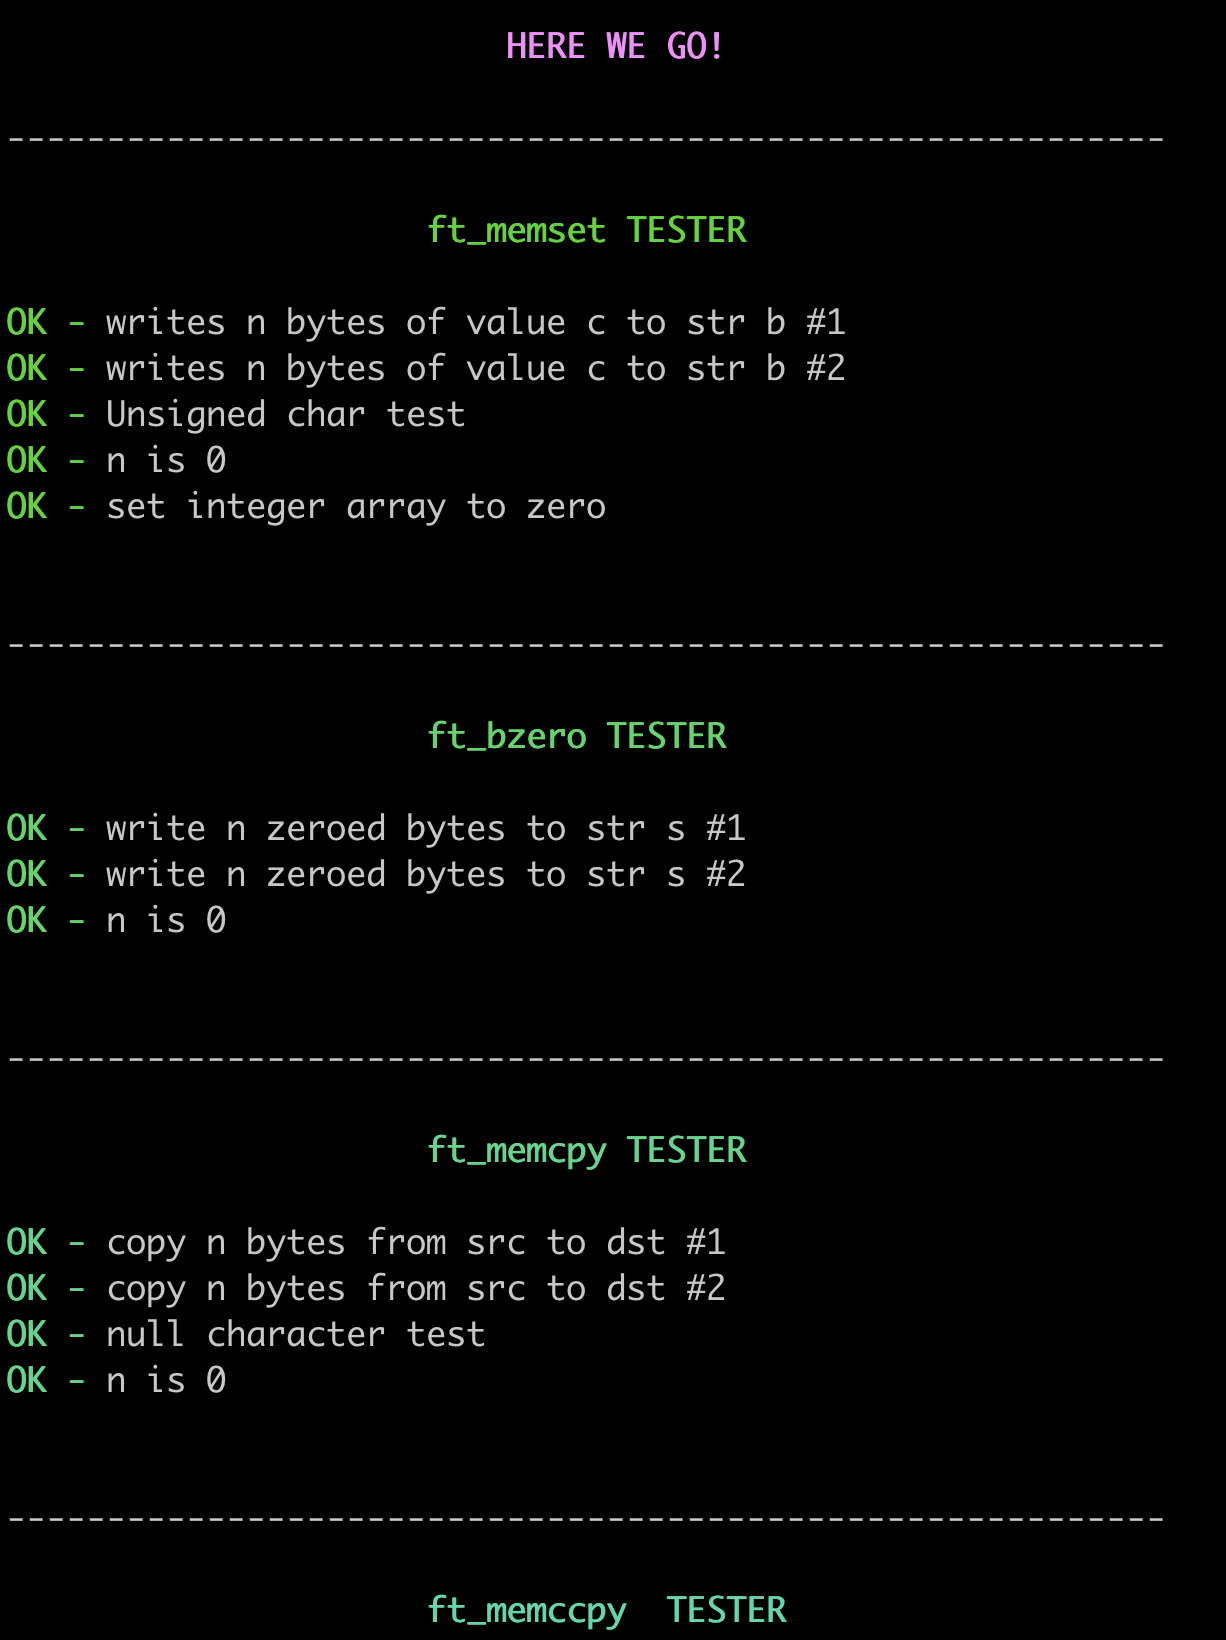 HERE WE GO!
----------------------------------------------------------
ft_memset TESTER
OK - writes n bytes of value c to str b #1
OK - writes n bytes of value c to str b #2
OK - Unsigned char test
OK - n is 0
OK - set integer array to zero
----------------------------------------------------------
ft_bzero TESTER
OK - write n zeroed bytes to str s #1
OK - write n zeroed bytes to str s #2
OK - n is 0
----------------------------------------------------------
ft_memcpy TESTER
OK - copy n bytes from src to dst #1
OK - copy n bytes from src to dst #2
OK - null character test
OK - n is 0
----------------------------------------------------------
ft_memccpy  TESTER